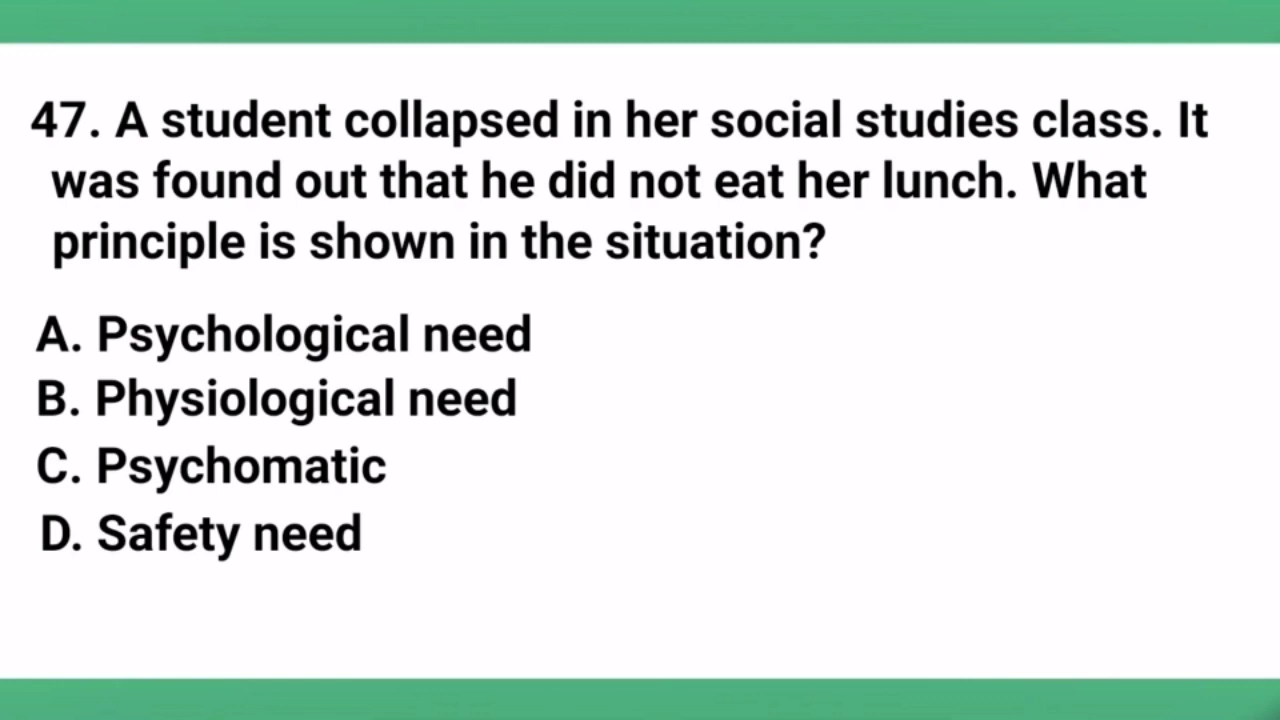 47. A student collapsed in her social studies class. It
was found out that he did not eat her lunch. What
principle is shown in the situation?
A. Psychological need
B. Physiological need
C. Psychomatic
D. Safety need